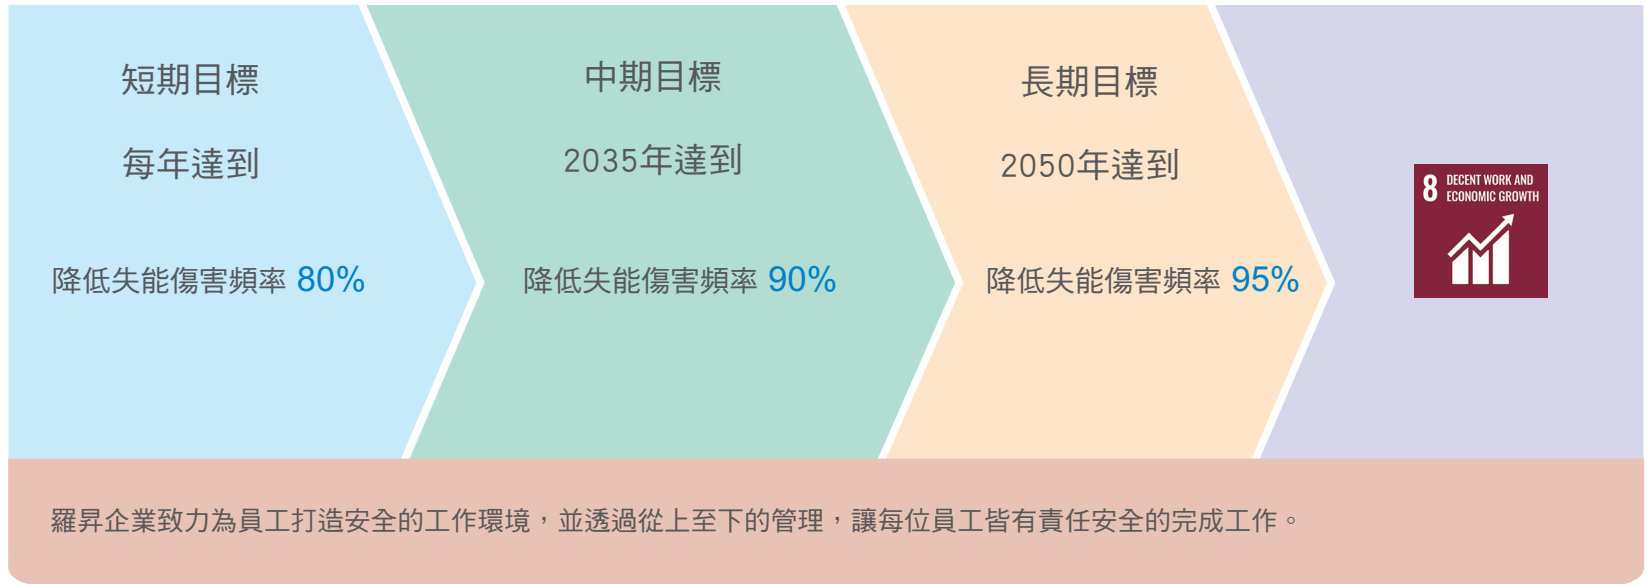 短期目標
每年達到
降低失能傷害頻率 80%
中期目標
2035年達到
降低失能傷害頻率 90%
長期目標
2050年達到
降低失能傷害頻率 95%
8 DECENT WORK AND
ECONOMIC GROWTH
羅昇企業致力為員工打造安全的工作環境，並透過從上至下的管理，讓每位員工皆有責任安全的完成工作。